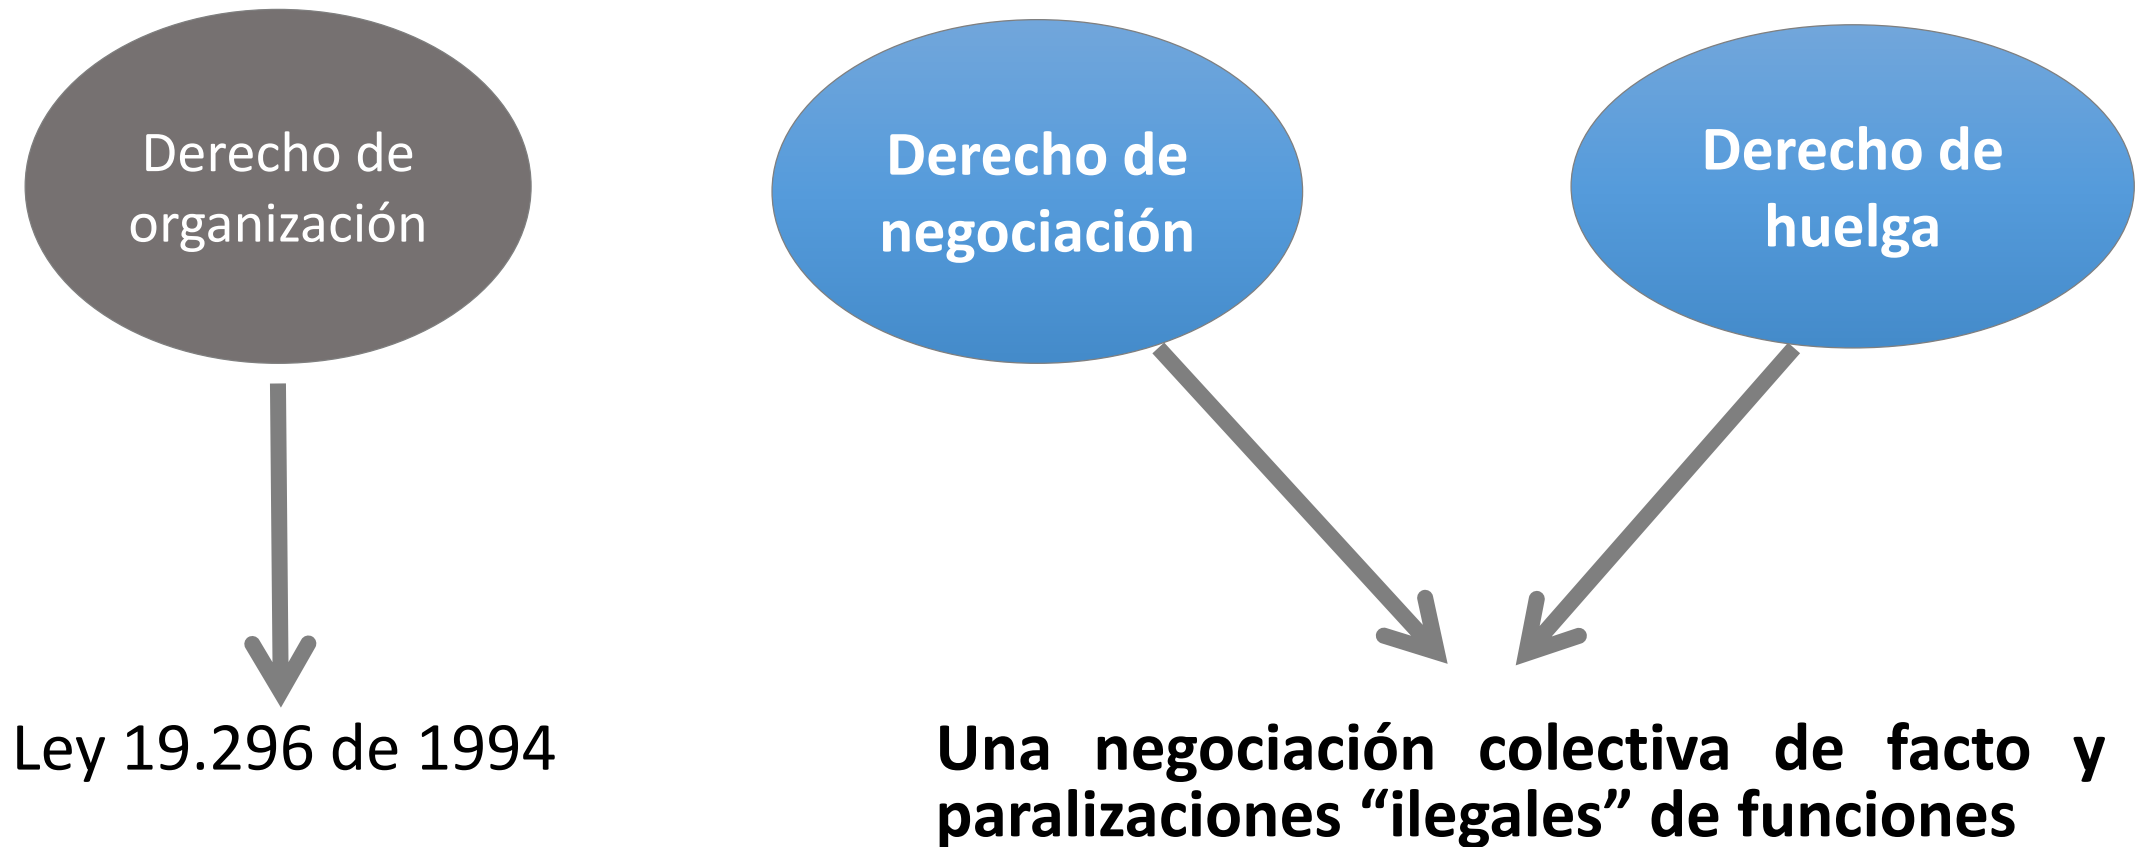 Derecho de
organización
Derecho de
negociación
Derecho de
huelga
Ley 19.296 de 1994
Una negociación colectiva de facto y
paralizaciones “ilegales” de funciones